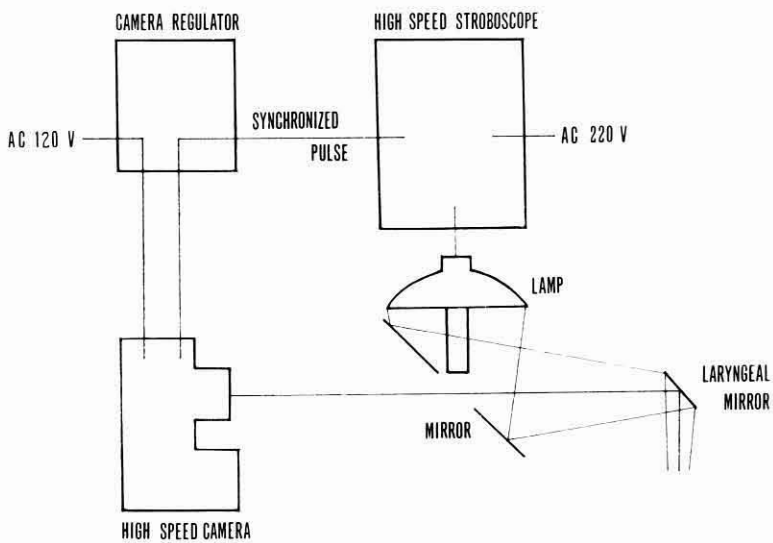 CAMERA REGULATOR
HIGH SPEED STROBOSCOPE
AC 120 V
SYNCHRONIZED
PULSE
AC 220 V
LAMP
LARYNGEAL
MIRROR
MIRROR
HIGH SPEED CAMERA